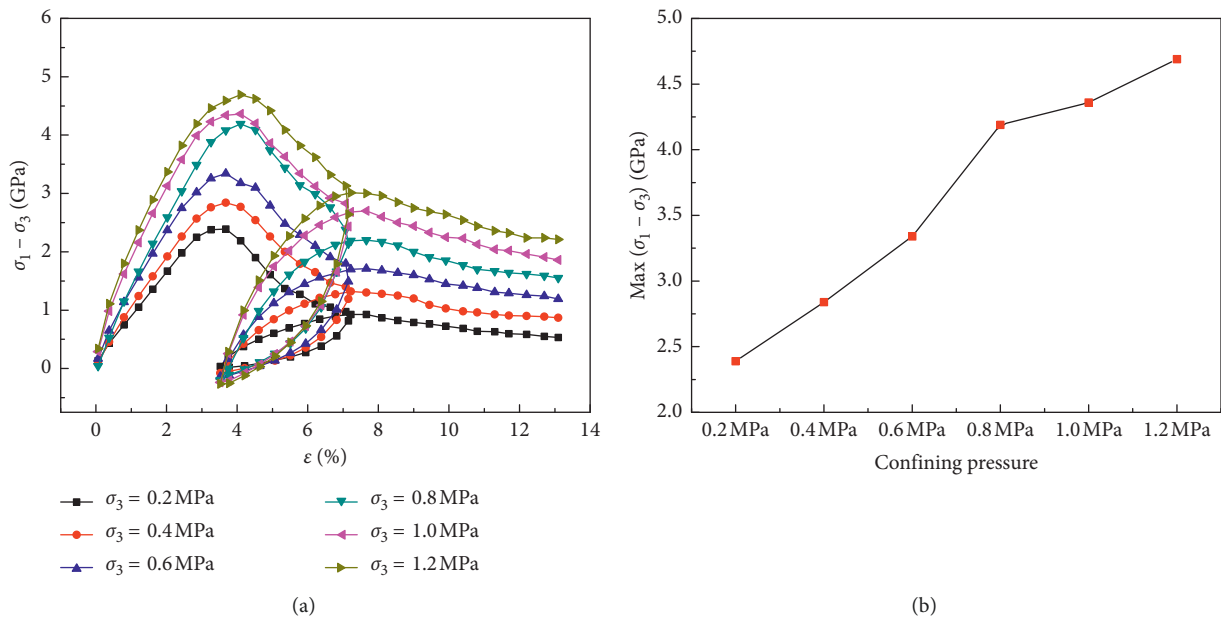 6
5
4
3
2
1
0
σ1 – σ3 (GPa)
0 2 4 6 8 10 12 14
ε (%)
σ3 = 0.2 MPa
σ3 = 0.4 MPa
σ3 = 0.6 MPa
σ3 = 0.8 MPa
σ3 = 1.0 MPa
σ3 = 1.2 MPa
(a)
5.0
4.5
4.0
3.5
3.0
2.5
2.0
Max (σ1 – σ3) (GPa)
0.2 MPa 0.4 MPa 0.6 MPa 0.8 MPa 1.0 MPa 1.2 MPa
Confining pressure
(b)